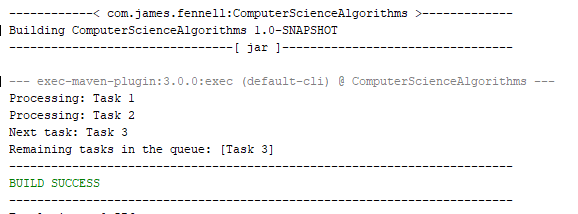 -------------< com.james.fennell:ComputerScienceAlgorithms >-------------
Building ComputerScienceAlgorithms 1.0-SNAPSHOT
--------------------------------[ jar ]---------------------------------
--- exec-maven-plugin:3.0.0:exec (default-cli) @ ComputerScienceAlgorithms ---
Processing: Task 1
Processing: Task 2
Next task: Task 3
Remaining tasks in the queue: [Task 3]
------------------------------------------------------------------------
BUILD SUCCESS
------------------------------------------------------------------------